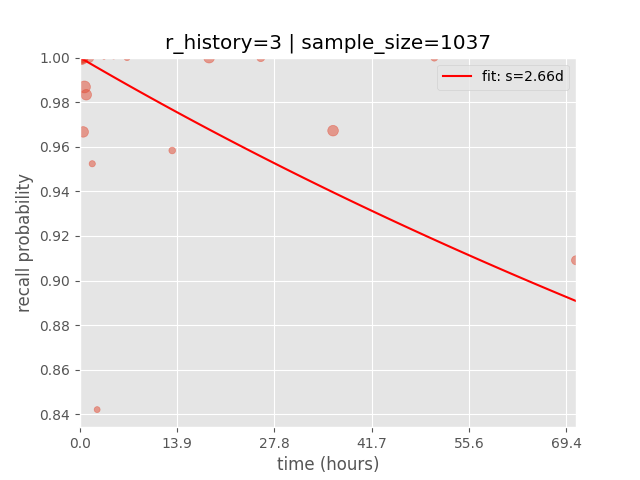 r_history=3 | sample_size=1037
fit: s=2.66d
recall probability
1.00
0.98
0.96
0.94
0.92
0.90
0.88
0.86
0.84
0.0 13.9 27.8 41.7 55.6 69.4
time (hours)